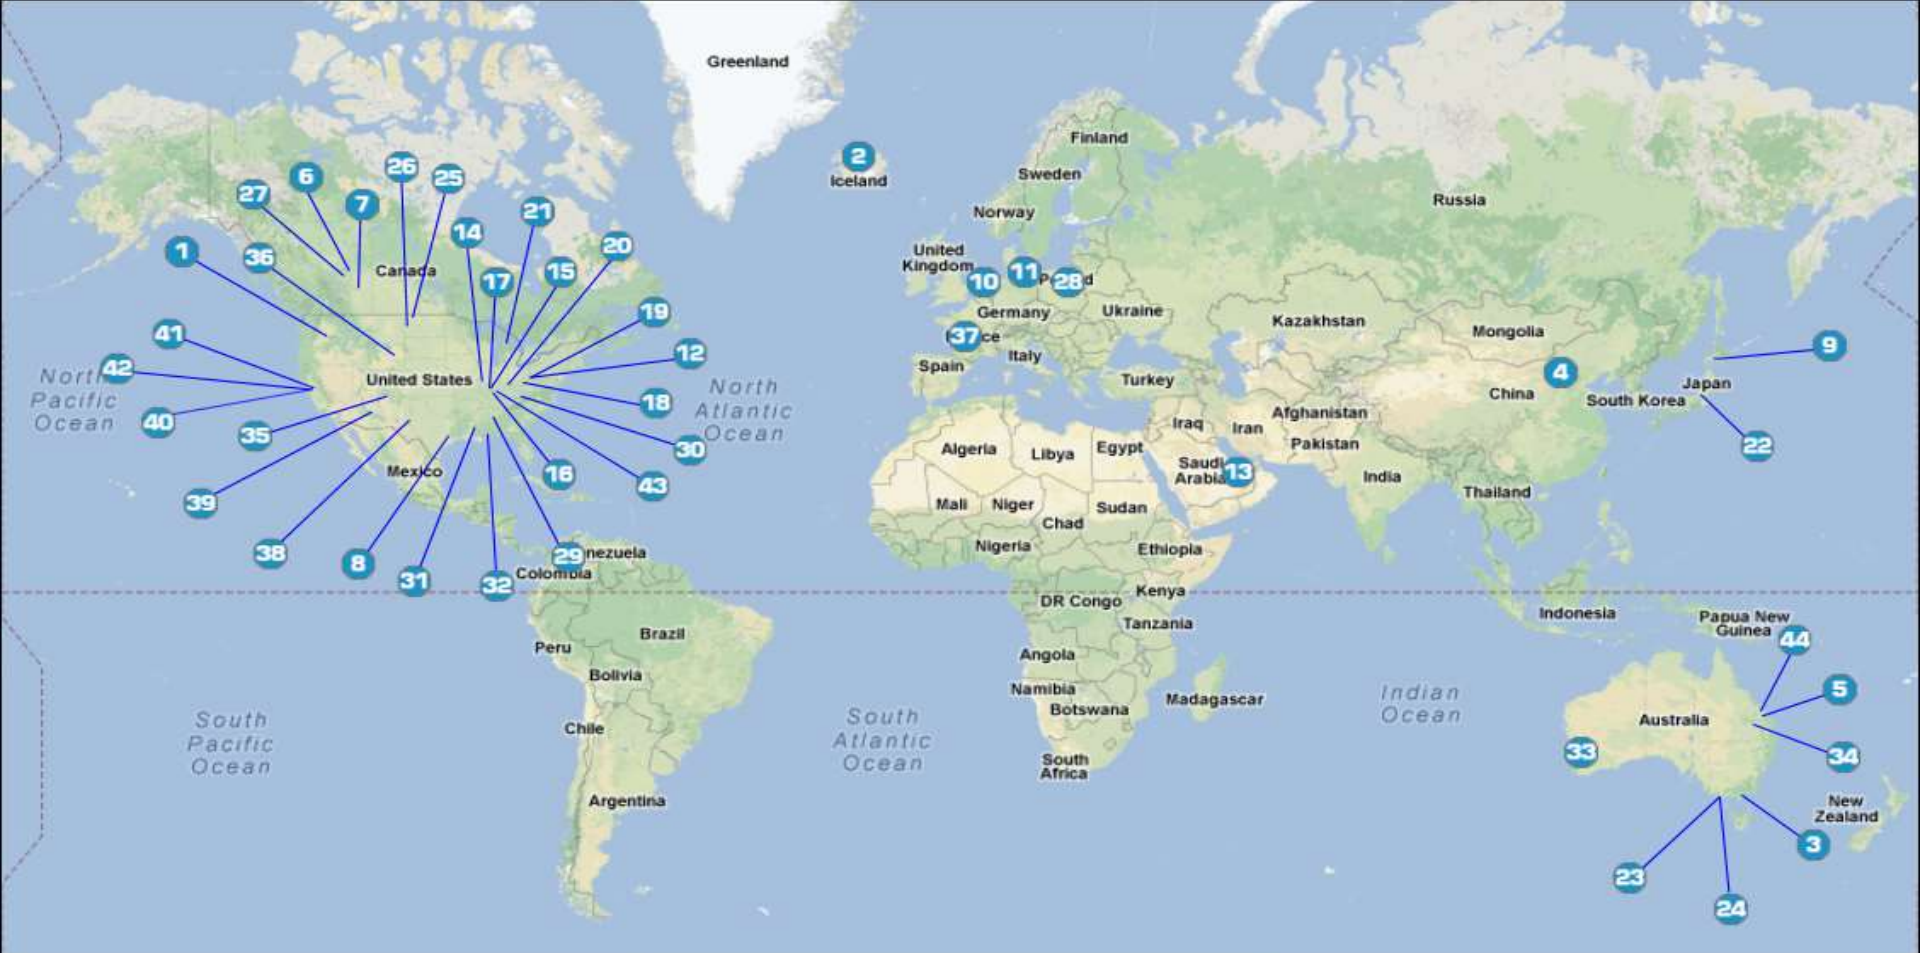 Greenland
Finland
Sweden
Norway
Russia
2
Iceland
26
25
6
27
7
21
14
20
1
36
Canada
17
15
19
41
42
12
United States
18
40
35
30
16
43
39
Mexico
38
8
31
32
29
nezuela
Colombia
North
Pacific
Ocean
North
Atlantic
Ocean
United
Kingdom
10
11
P
28
d
Germany
Ukraine
37
ce
Italy
Spain
Turkey
Kazakhstan
Mongolia
4
China
9
Japan
South Korea
22
Afghanistan
Iraq
Iran
Pakistan
Algeria
Libya
Egypt
Saudi
Arabia
13
India
Thailand
Mali
Niger
Chad
Sudan
Nigeria
Ethiopia
DR Congo
Kenya
Tanzania
Angola
Namibia
Botswana
Madagascar
South
Africa
Indonesia
Papua New
Guinea
44
5
Australia
34
33
New
Zealand
3
23
24
Brazil
Peru
Bolivia
Chile
Argentina
South
Pacific
Ocean
South
Atlantic
Ocean
Indian
Ocean